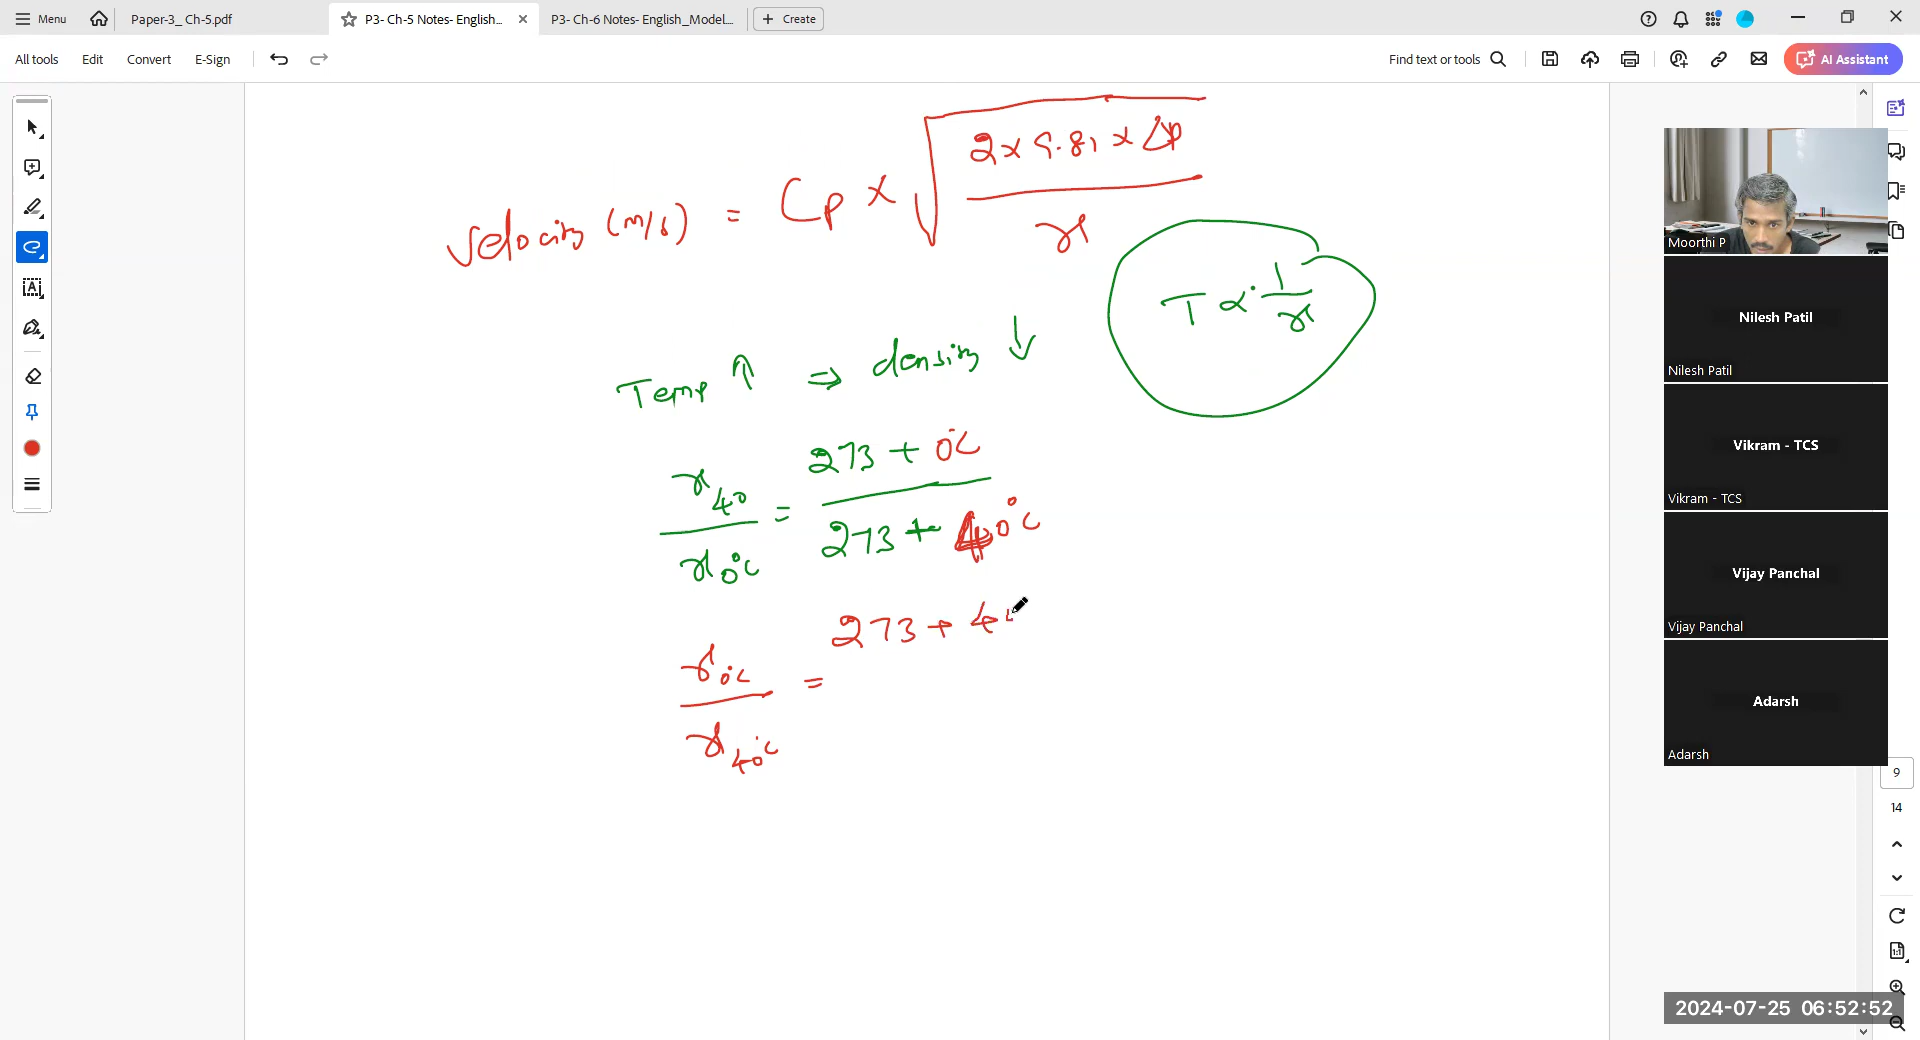 Menu Paper-3_ Ch-5.pdf P3- Ch-5 Notes- English... P3- Ch-6 Notes- English_Model... + Create
All tools Edit Convert E-Sign Find text or tools AI Assistant
Velocity (m/s) = Cp × √ 2 × 9.81 × Δp / γ
T ∝ 1 / γ
Temp ↑ ⇒ density ↓
γ40 / γ0°C = 273 + 0°C / 273 + 40°C
γ0°C / γ40°C = 273 + 4
Moorthi P
Nilesh Patil
Nilesh Patil
Vikram - TCS
Vikram - TCS
Vijay Panchal
Vijay Panchal
Adarsh
Adarsh
9
14
2024-07-25 06:52:52